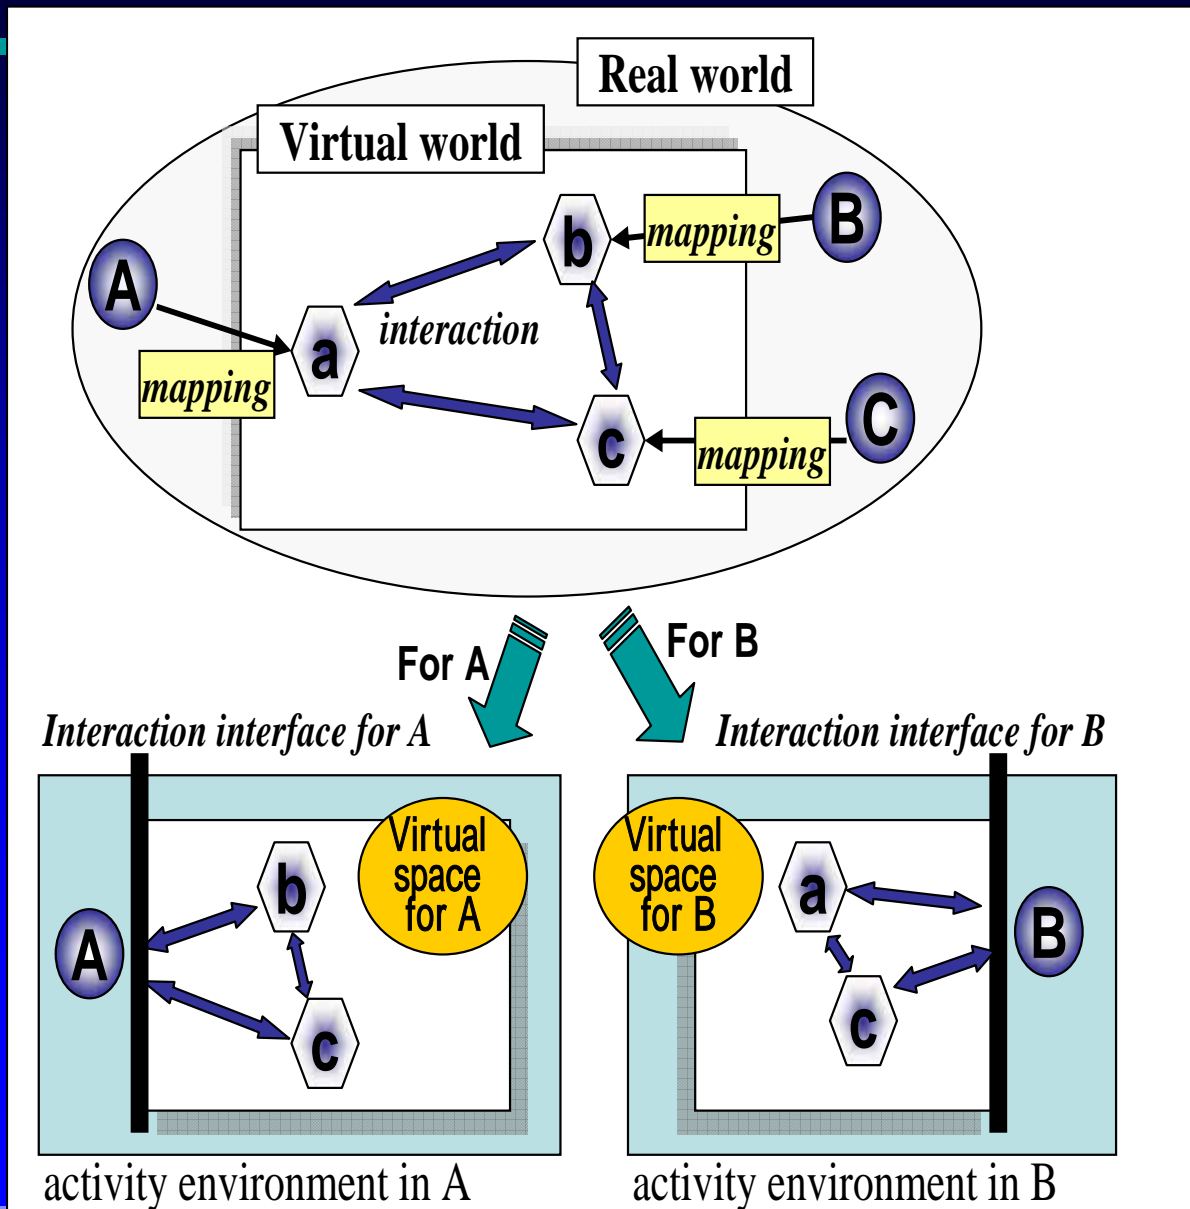 Real world
Virtual world
b
mapping
B
A
interaction
a
mapping
C
c
mapping
For A
For B
Interaction interface for A
Interaction interface for B
Virtual
space
for A
b
A
c
Virtual
space
for B
a
B
c
activity environment in A
activity environment in B